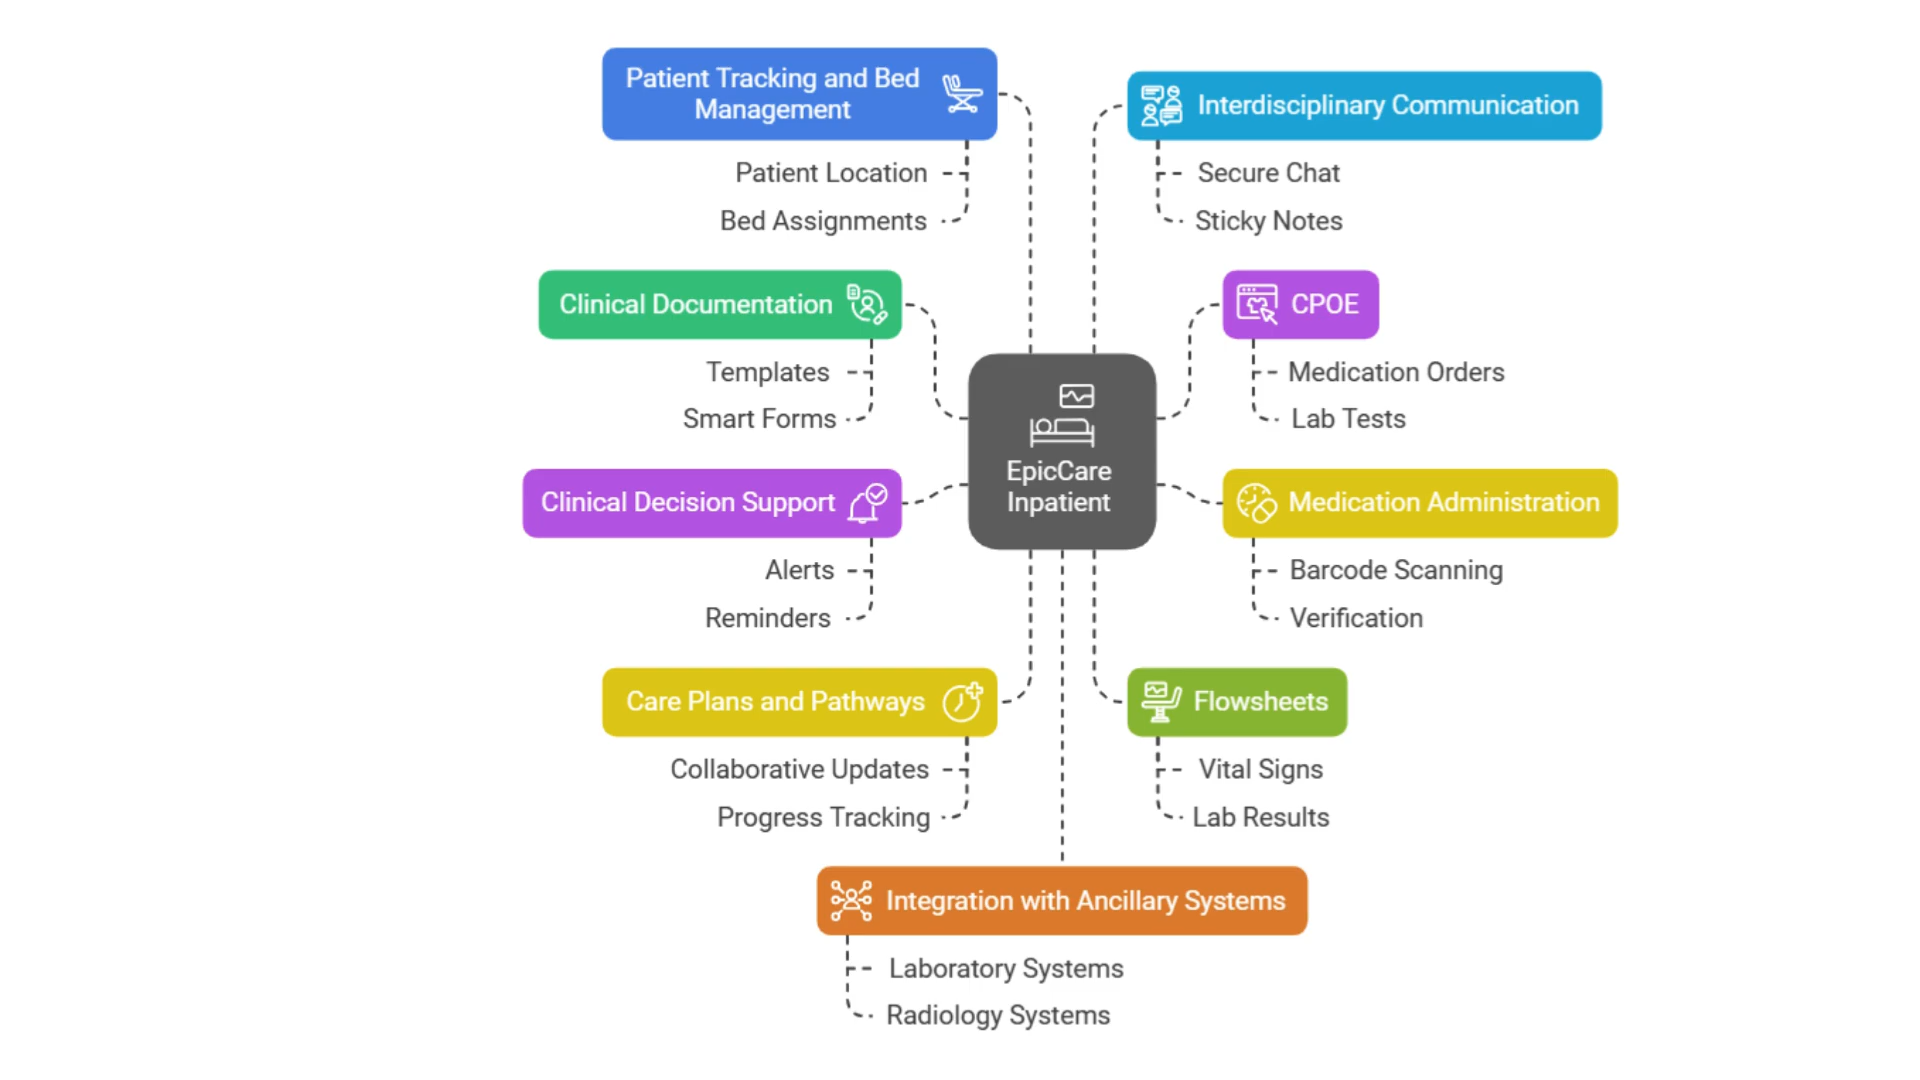 Patient Tracking and Bed
Management
Patient Location
Bed Assignments
Interdisciplinary Communication
Secure Chat
Sticky Notes
Clinical Documentation
Templates
Smart Forms
CPOE
Medication Orders
Lab Tests
EpicCare
Inpatient
Clinical Decision Support
Alerts
Reminders
Medication Administration
Barcode Scanning
Verification
Care Plans and Pathways
Collaborative Updates
Progress Tracking
Flowsheets
Vital Signs
Lab Results
Integration with Ancillary Systems
Laboratory Systems
Radiology Systems